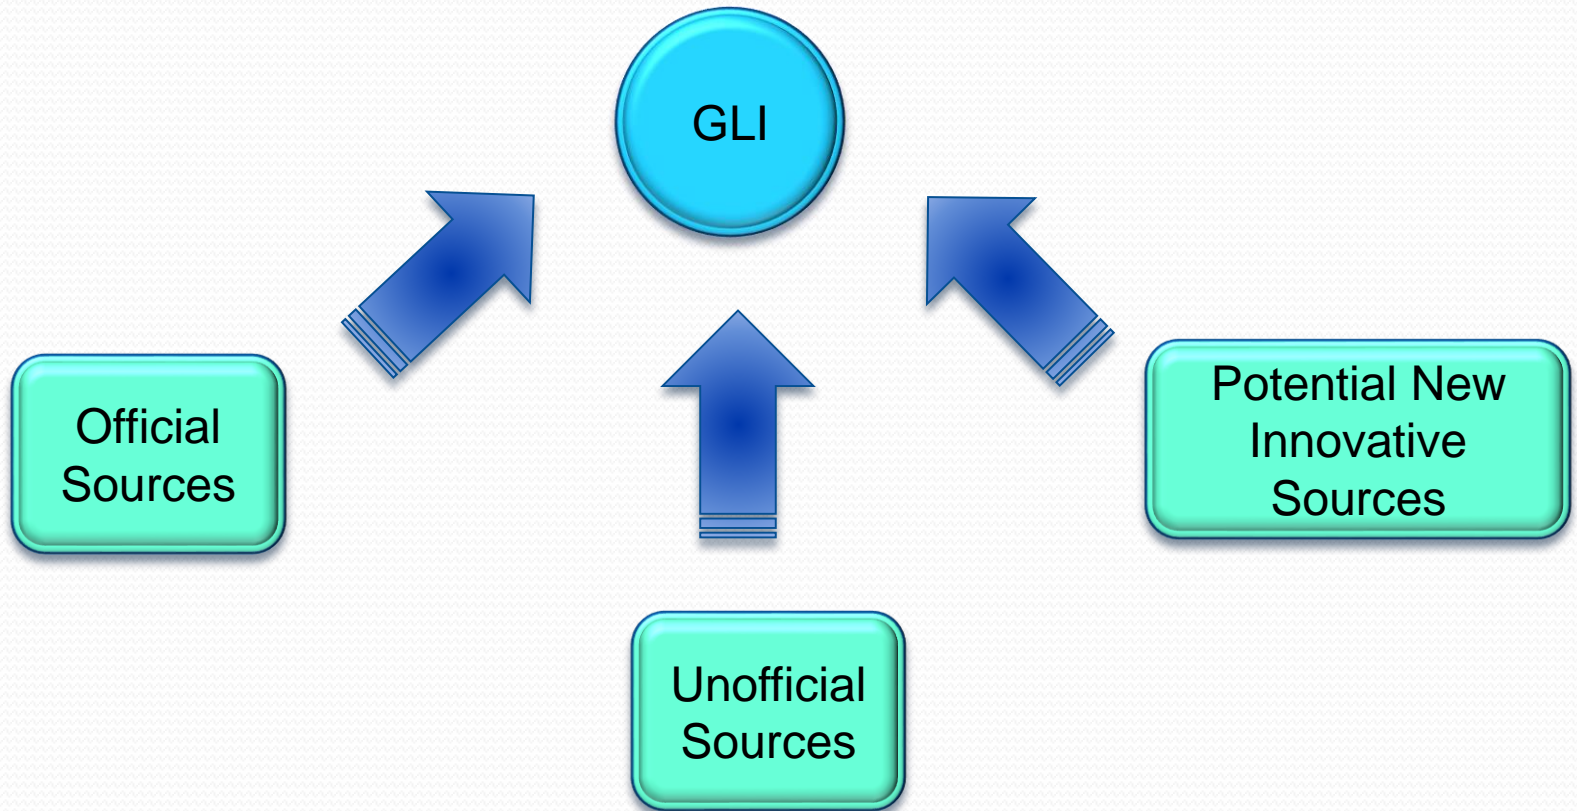 GLI
Official
Sources
Potential New
Innovative
Sources
Unofficial
Sources